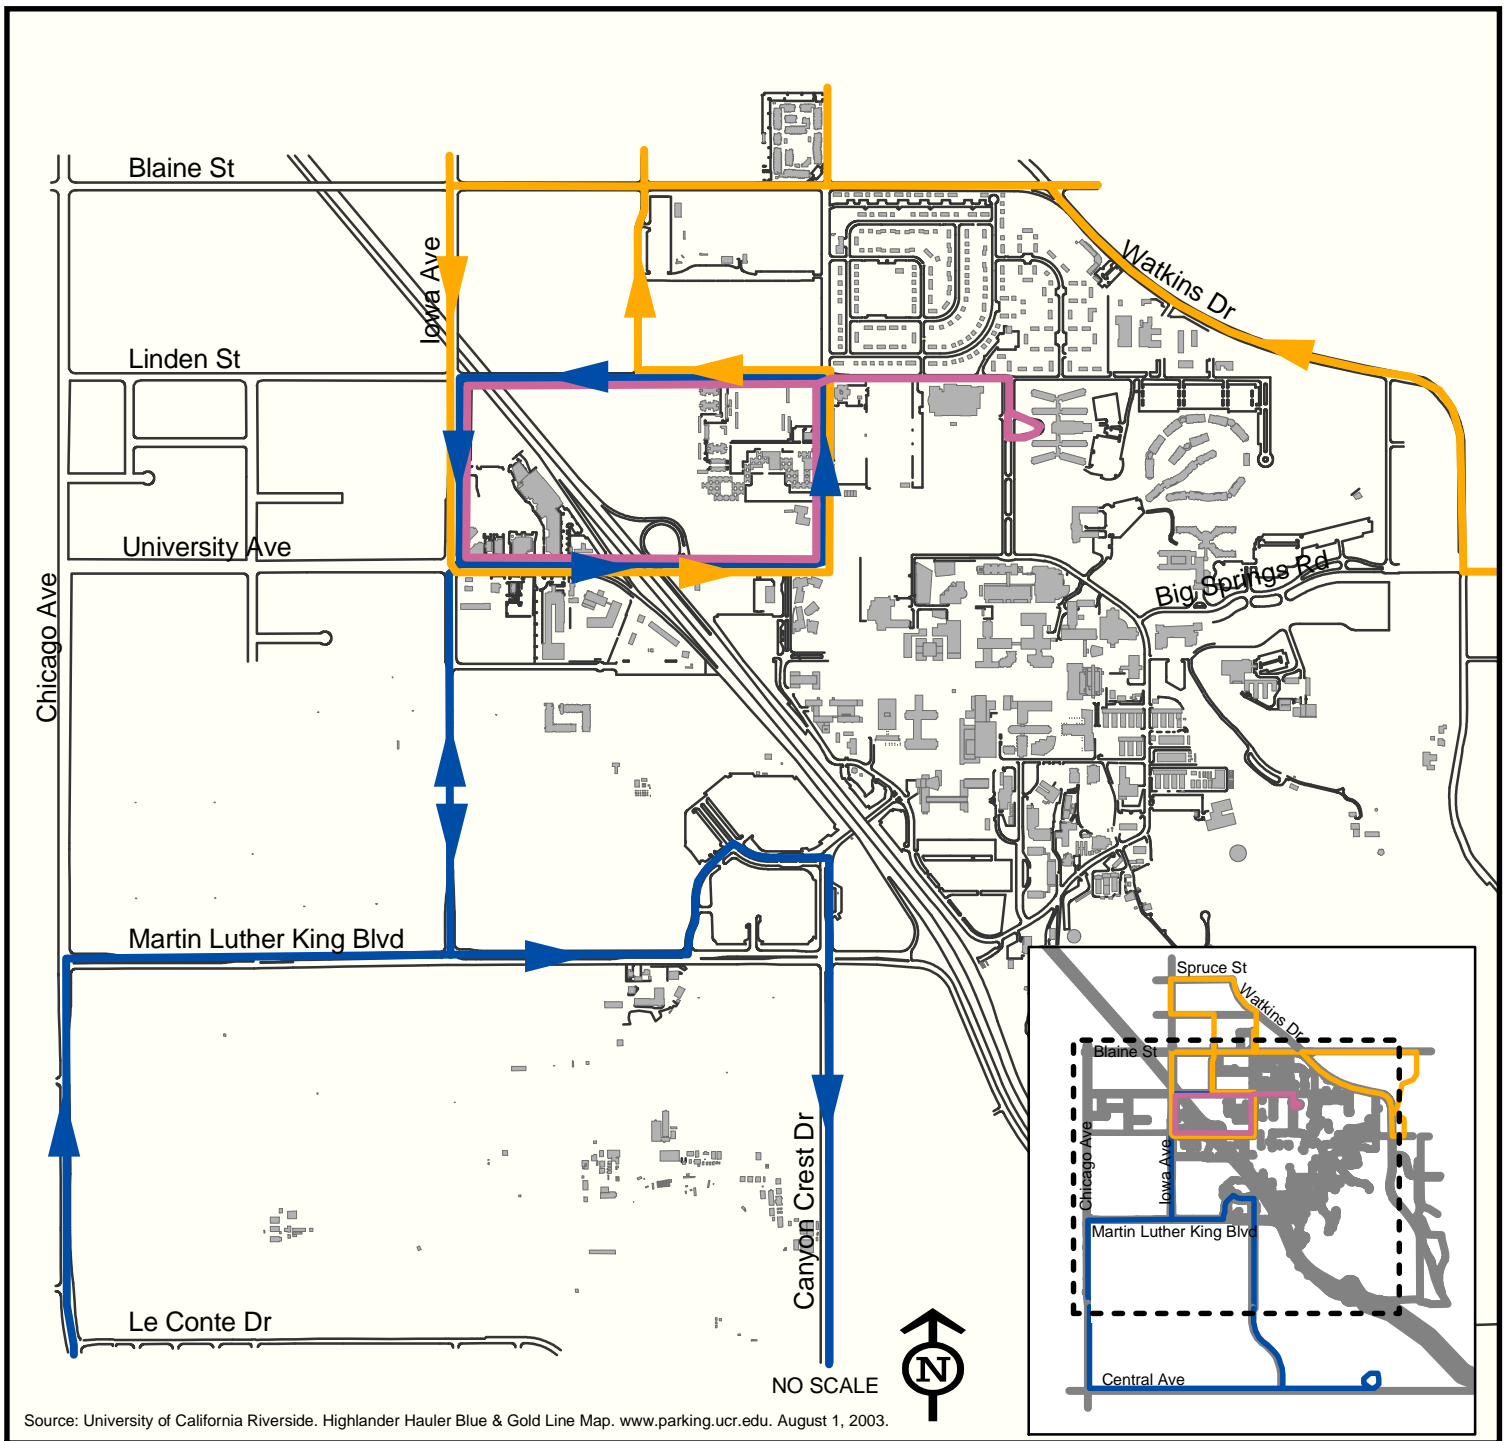 Blaine St
Iowa Ave
Watkins Dr
Linden St
University Ave
Big Springs Rd
Chicago Ave
Martin Luther King Blvd
Canyon Crest Dr
Le Conte Dr
NO SCALE
N
Source: University of California Riverside. Highlander Hauler Blue & Gold Line Map. www.parking.ucr.edu. August 1, 2003.
Spruce St
Watkins Dr
Blaine St
Chicago Ave
Iowa Ave
Martin Luther King Blvd
Central Ave